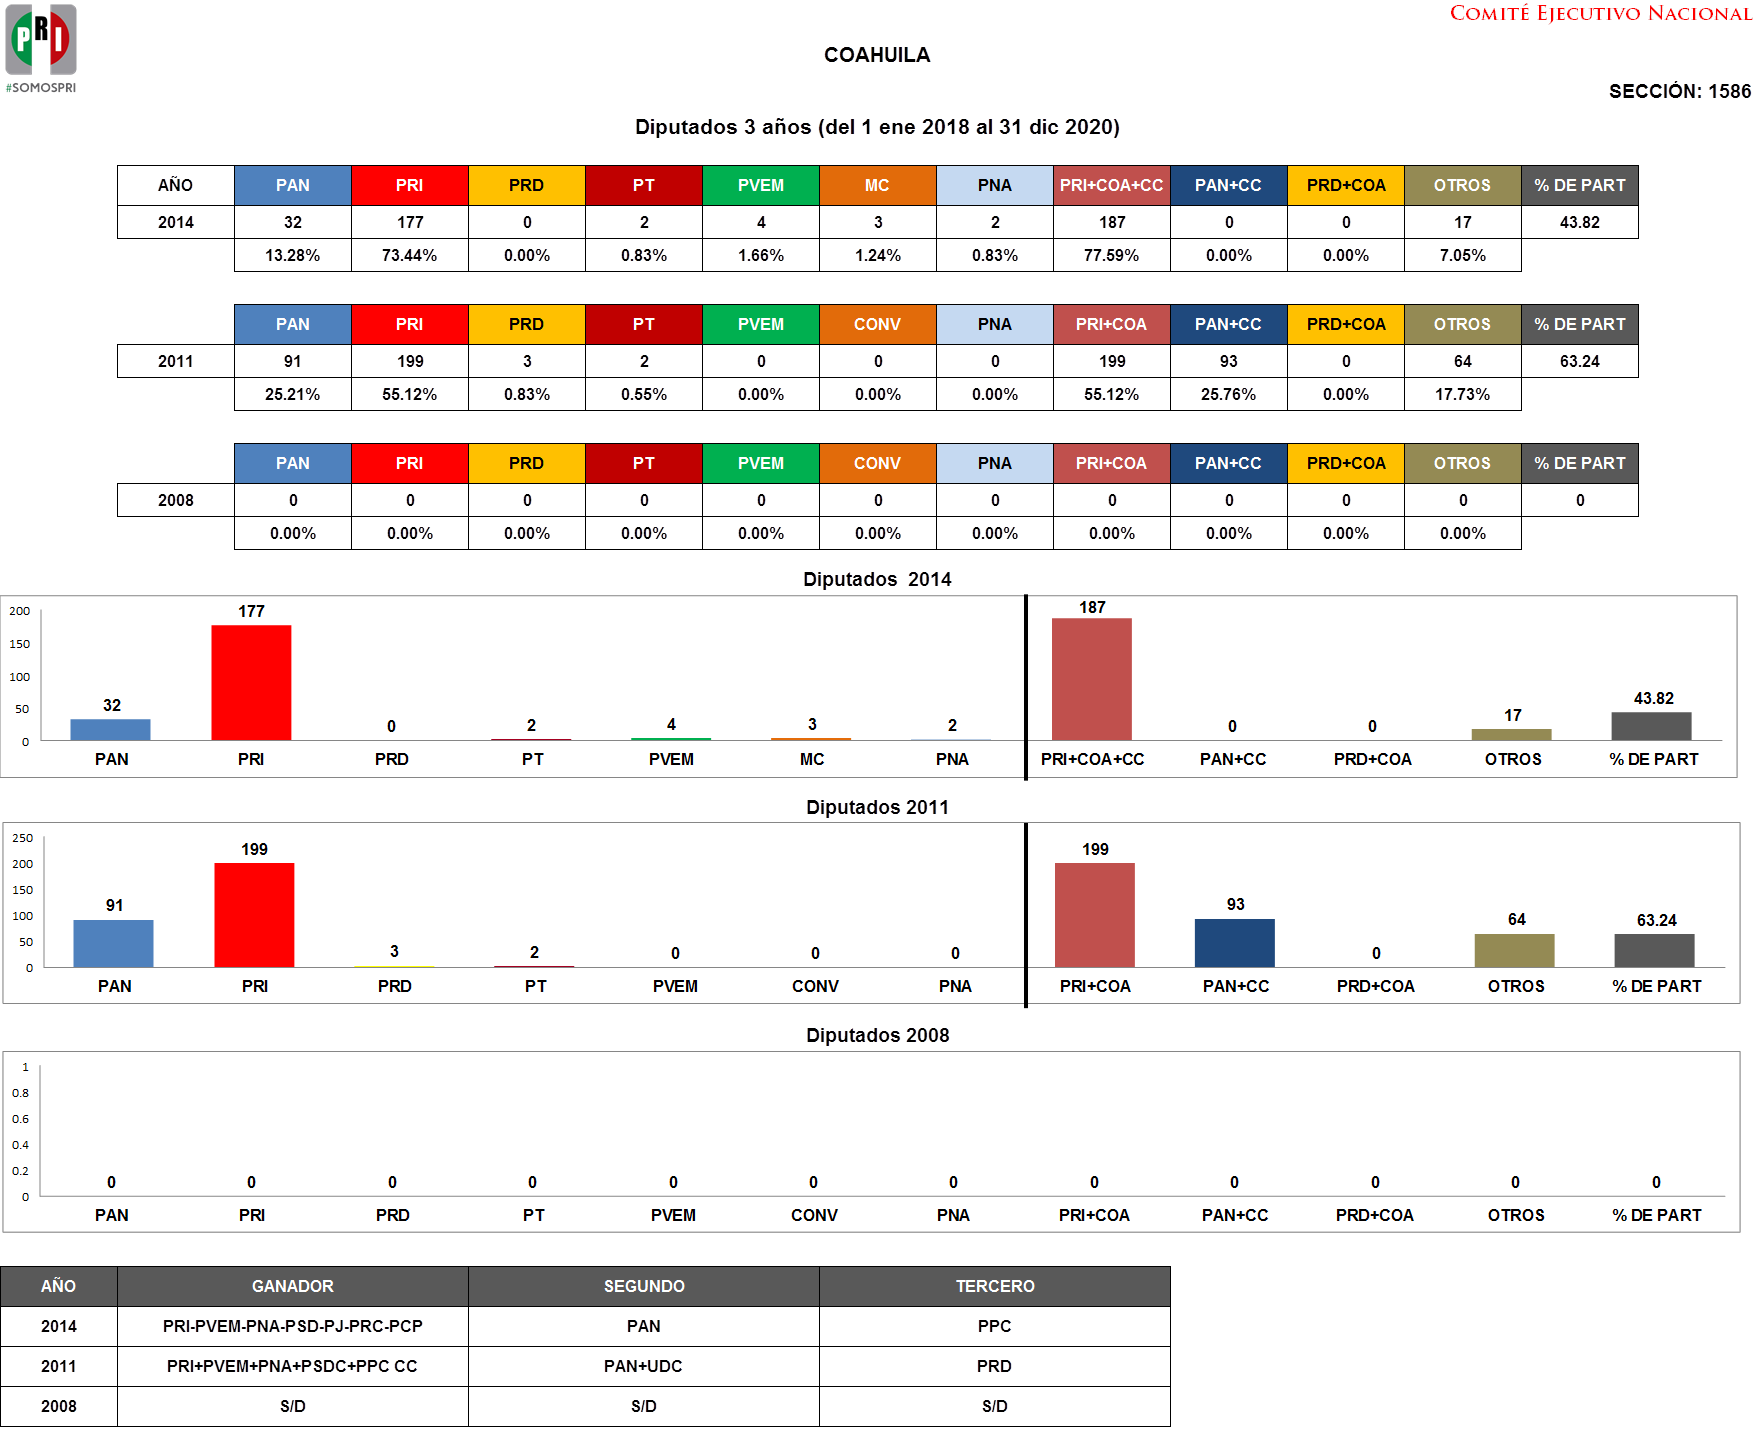 PRI
#SOMOSPRI
COMITÉ EJECUTIVO NACIONAL
COAHUILA
SECCIÓN: 1586
Diputados 3 años (del 1 ene 2018 al 31 dic 2020)
AÑO PAN PRI PRD PT PVEM MC PNA PRI+COA+CC PAN+CC PRD+COA OTROS % DE PART
2014 32 177 0 2 4 3 2 187 0 0 17 43.82
13.28% 73.44% 0.00% 0.83% 1.66% 1.24% 0.83% 77.59% 0.00% 0.00% 7.05%
PAN PRI PRD PT PVEM CONV PNA PRI+COA PAN+CC PRD+COA OTROS % DE PART
2011 91 199 3 2 0 0 0 199 93 0 64 63.24
25.21% 55.12% 0.83% 0.55% 0.00% 0.00% 0.00% 55.12% 25.76% 0.00% 17.73%
PAN PRI PRD PT PVEM CONV PNA PRI+COA PAN+CC PRD+COA OTROS % DE PART
2008 0 0 0 0 0 0 0 0 0 0 0 0
0.00% 0.00% 0.00% 0.00% 0.00% 0.00% 0.00% 0.00% 0.00% 0.00% 0.00%
Diputados 2014
200
150
100
50
0
32 177 0 2 4 3 2 187 0 0 17 43.82
PAN PRI PRD PT PVEM MC PNA PRI+COA+CC PAN+CC PRD+COA OTROS % DE PART
Diputados 2011
250
200
150
100
50
0
91 199 3 2 0 0 0 199 93 0 64 63.24
PAN PRI PRD PT PVEM CONV PNA PRI+COA PAN+CC PRD+COA OTROS % DE PART
Diputados 2008
1
0.8
0.6
0.4
0.2
0
0 0 0 0 0 0 0 0 0 0 0 0
PAN PRI PRD PT PVEM CONV PNA PRI+COA PAN+CC PRD+COA OTROS % DE PART
AÑO GANADOR SEGUNDO TERCERO
2014 PRI-PVEM-PNA-PSD-PJ-PRC-PCP PAN PPC
2011 PRI+PVEM+PNA+PSDC+PPC CC PAN+UDC PRD
2008 S/D S/D S/D